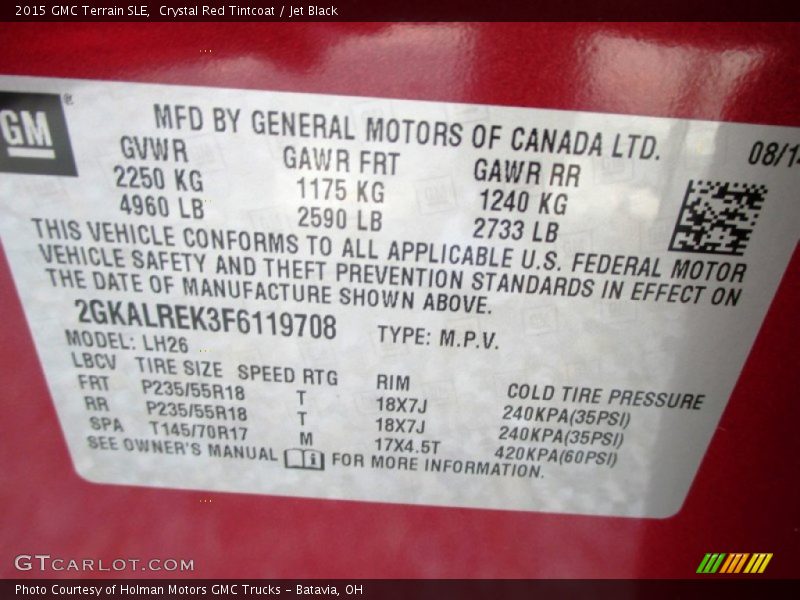 2015 GMC Terrain SLE, Crystal Red Tintcoat / Jet Black
GM
MFD BY GENERAL MOTORS OF CANADA LTD.
GVWR GAWR FRT GAWR RR
2250 KG 1175 KG 1240 KG
4960 LB 2590 LB 2733 LB
THIS VEHICLE CONFORMS TO ALL APPLICABLE U.S. FEDERAL MOTOR
VEHICLE SAFETY AND THEFT PREVENTION STANDARDS IN EFFECT ON
THE DATE OF MANUFACTURE SHOWN ABOVE.
2GKALREK3F6119708 TYPE: M.P.V.
MODEL: LH26
LBCV TIRE SIZE SPEED RTG RIM COLD TIRE PRESSURE
FRT P235/55R18 T 18X7J 240KPA(35PSI)
RR P235/55R18 T 18X7J 240KPA(35PSI)
SPA T145/70R17 M 17X4.5T 420KPA(60PSI)
SEE OWNER'S MANUAL FOR MORE INFORMATION.
GTCARLOT.COM
Photo Courtesy of Holman Motors GMC Trucks - Batavia, OH